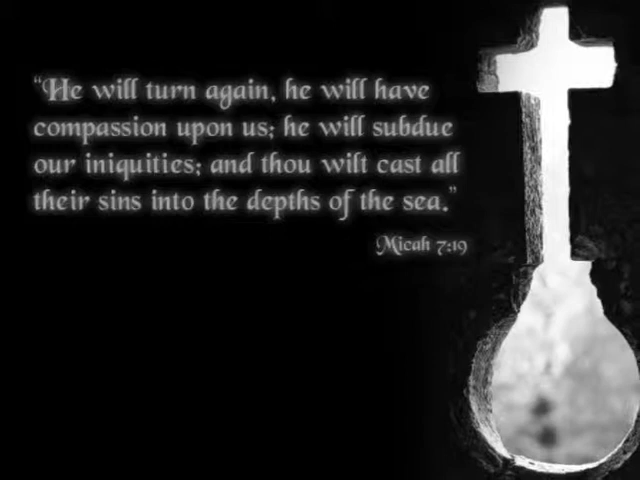 “He will turn again, he will have
compassion upon us; he will subdue
our iniquities; and thou wilt cast all
their sins into the depths of the sea.”
Micah 7:19